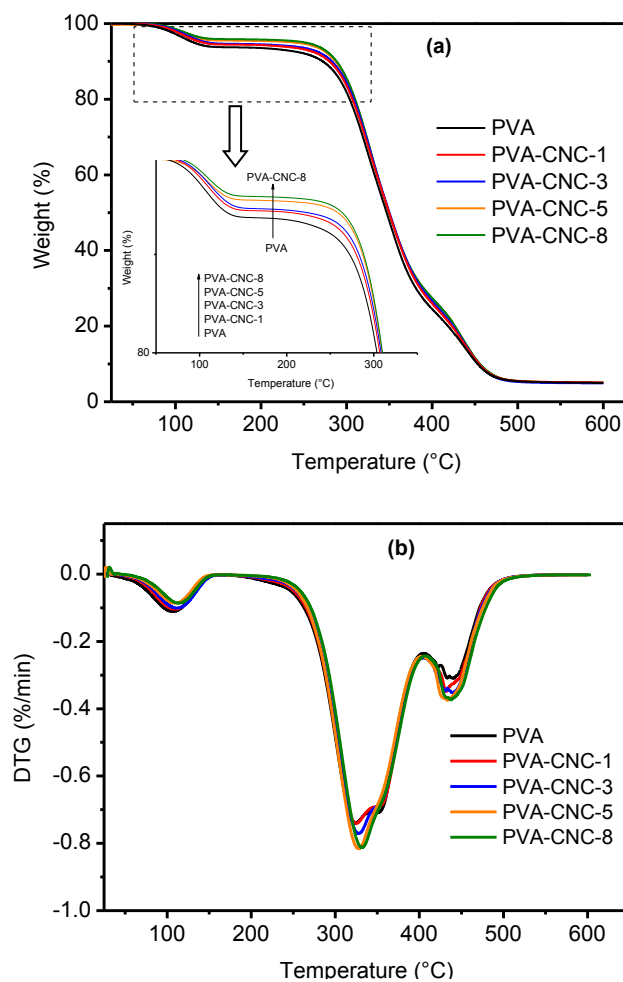 100
80
60
40
20
0
Weight (%)
(a)
PVA
PVA-CNC-1
PVA-CNC-3
PVA-CNC-5
PVA-CNC-8
Weight (%)
80
PVA-CNC-8
PVA
PVA-CNC-8
PVA-CNC-5
PVA-CNC-3
PVA-CNC-1
PVA
100 200 300
Temperature (°C)
100 200 300 400 500 600
Temperature (°C)
(b)
0.0
-0.2
-0.4
-0.6
-0.8
-1.0
DTG (%/min)
PVA
PVA-CNC-1
PVA-CNC-3
PVA-CNC-5
PVA-CNC-8
100 200 300 400 500 600
Temperature (°C)